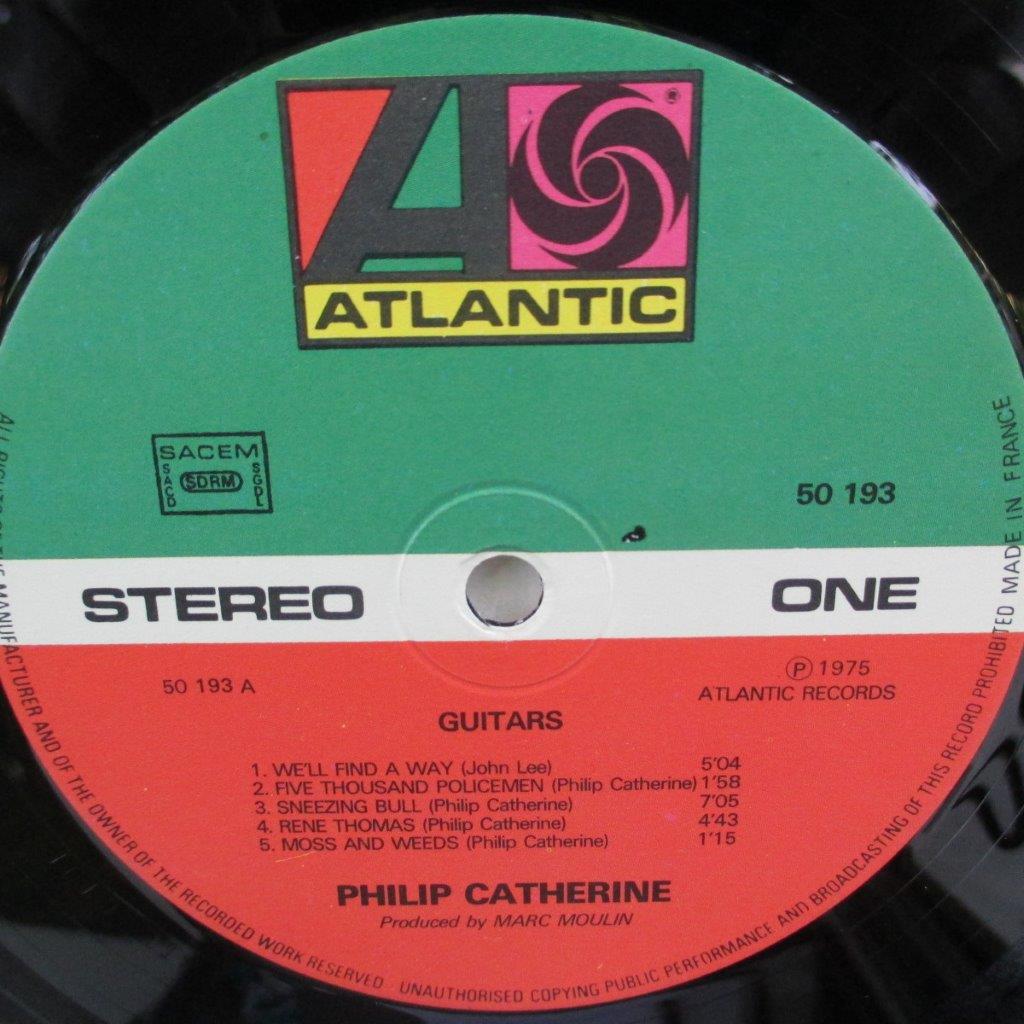 ®
ATLANTIC
SACEM
SACD
SDRM
SGDL
50 193
STEREO
ONE
50 193 A
Ⓟ 1975
ATLANTIC RECORDS
GUITARS
1. WE'LL FIND A WAY (John Lee) 5'04
2. FIVE THOUSAND POLICEMEN (Philip Catherine) 1'58
3. SNEEZING BULL (Philip Catherine) 7'05
4. RENE THOMAS (Philip Catherine) 4'43
5. MOSS AND WEEDS (Philip Catherine) 1'15
PHILIP CATHERINE
Produced by MARC MOULIN
ALL RIGHTS OF THE MANUFACTURER AND OF THE OWNER OF THE RECORDED WORK RESERVED - UNAUTHORISED COPYING PUBLIC PERFORMANCE AND BROADCASTING OF THIS RECORD PROHIBITED MADE IN FRANCE